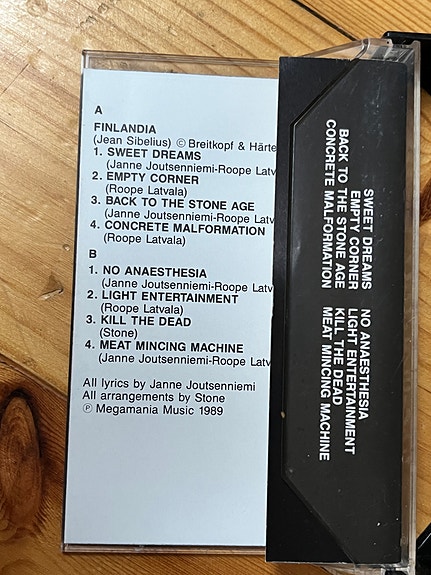 A
FINLANDIA
(Jean Sibelius) © Breitkopf & Härte
1. SWEET DREAMS
(Janne Joutsenniemi-Roope Latv
2. EMPTY CORNER
(Roope Latvala)
3. BACK TO THE STONE AGE
(Janne Joutsenniemi-Roope Latv
4. CONCRETE MALFORMATION
(Roope Latvala)
B
1. NO ANAESTHESIA
(Janne Joutsenniemi-Roope Latv
2. LIGHT ENTERTAINMENT
(Roope Latvala)
3. KILL THE DEAD
(Stone)
4. MEAT MINCING MACHINE
(Janne Joutsenniemi-Roope Latv
All lyrics by Janne Joutsenniemi
All arrangements by Stone
℗ Megamania Music 1989
SWEET DREAMS
EMPTY CORNER
BACK TO THE STONE AGE
CONCRETE MALFORMATION
NO ANAESTHESIA
LIGHT ENTERTAINMENT
KILL THE DEAD
MEAT MINCING MACHINE